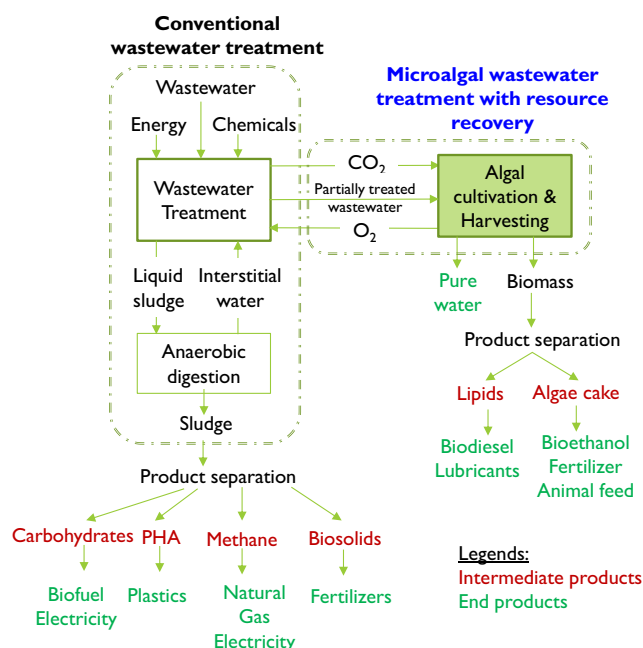 Conventional
wastewater treatment
Wastewater
Energy
Chemicals
Wastewater
Treatment
Liquid
sludge
Interstitial
water
Anaerobic
digestion
Sludge
Product separation
Carbohydrates
PHA
Methane
Biosolids
Biofuel
Electricity
Plastics
Natural
Gas
Electricity
Fertilizers
Microalgal wastewater
treatment with resource
recovery
CO2
Partially treated
wastewater
O2
Algal
cultivation &
Harvesting
Pure
water
Biomass
Product separation
Lipids
Algae cake
Biodiesel
Lubricants
Bioethanol
Fertilizer
Animal feed
Legends:
Intermediate products
End products